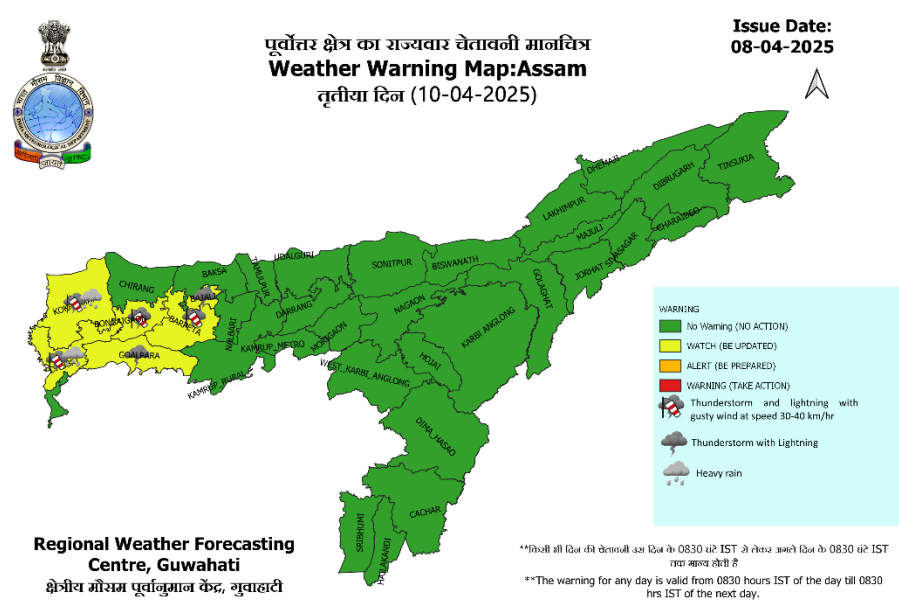 पूर्वोत्तर क्षेत्र का राज्यवार चेतावनी मानचित्र
Weather Warning Map:Assam
तृतीया दिन (10-04-2025)
Issue Date:
08-04-2025
भारत मौसम विज्ञान विभाग
INDIA METEOROLOGICAL DEPARTMENT
TINSUKIA
DHEMAJI
DIBRUGARH
LAKHIMPUR
CHARAIDEO
MAJULI
SIVASAGAR
JORHAT
UDALGURI
TAMULPUR
BAKSA
CHIRANG
SONITPUR
BISWANATH
GOLAGHAT
BAJALI
NAGAON
DARRANG
KARBI_ANGLONG
BARPETA
NALBARI
MORIGAON
KAMRUP_METRO
GOALPARA
HOJAI
WEST_KARBI_ANGLONG
KAMRUP_RURAL
DIMA_HASAO
CACHAR
SRIBHUMI
HAILAKANDI
WARNING
No Warning (NO ACTION)
WATCH (BE UPDATED)
ALERT (BE PREPARED)
WARNING (TAKE ACTION)
Thunderstorm and lightning with
gusty wind at speed 30-40 km/hr
Thunderstorm with Lightning
Heavy rain
Regional Weather Forecasting
Centre, Guwahati
क्षेत्रीय मौसम पूर्वानुमान केंद्र, गुवाहाटी
**किसी भी दिन की चेतावनी उस दिन के 0830 घंटे IST से लेकर अगले दिन के 0830 घंटे IST
तक मान्य होती है
**The warning for any day is valid from 0830 hours IST of the day till 0830
hrs IST of the next day.